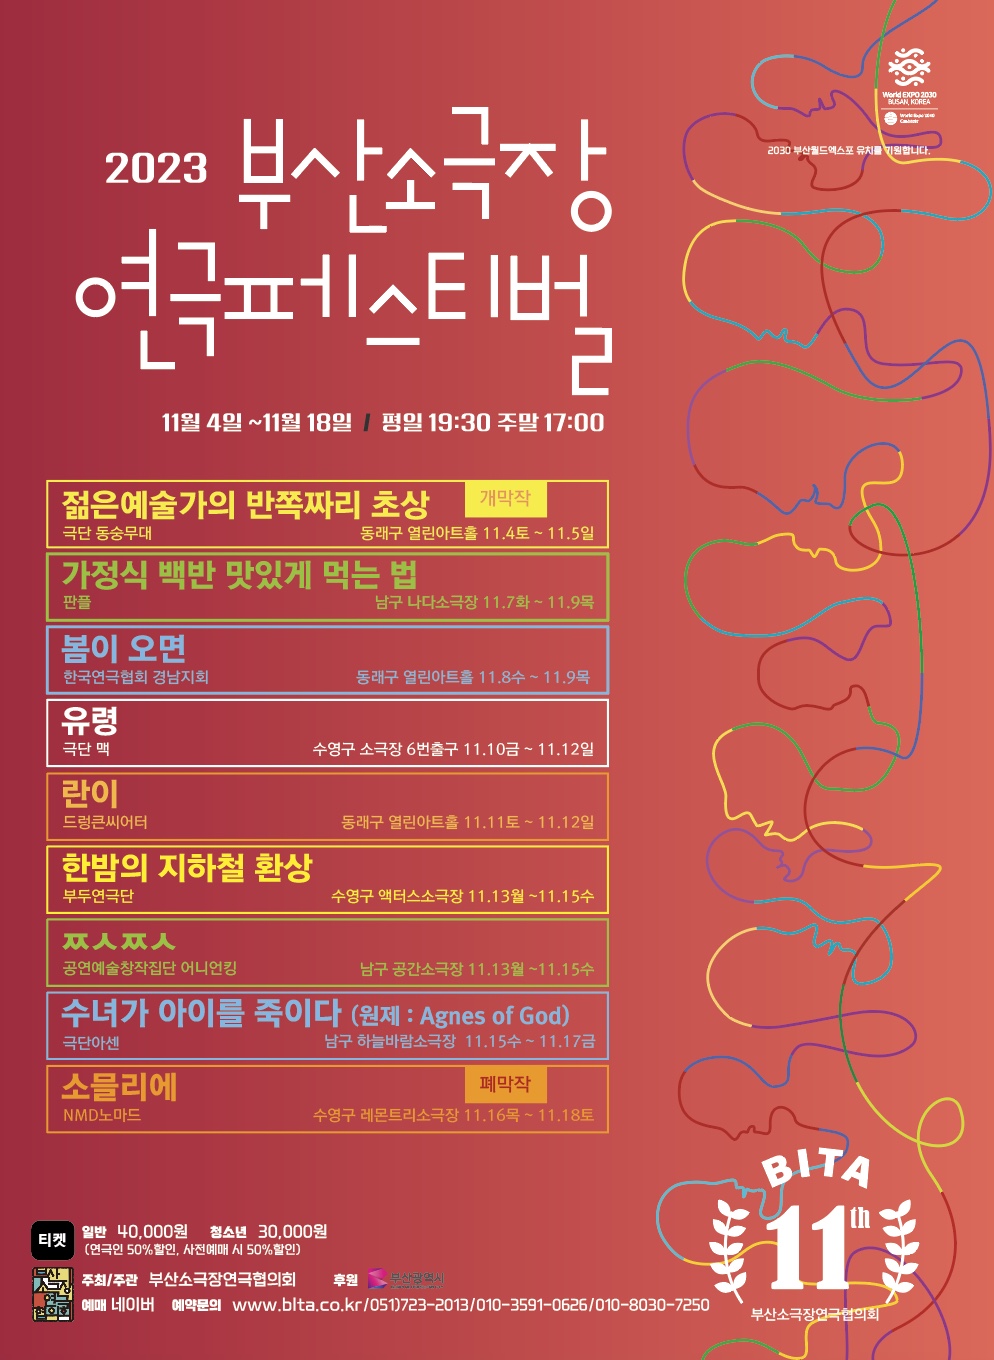 World EXPO 2030
BUSAN, KOREA
World Expo 2030
Candidate
2030 부산월드엑스포 유치를 기원합니다.
2023 부산소극장
연극페스티벌
11월 4일 ~11월 18일 / 평일 19:30 주말 17:00
젊은예술가의 반쪽짜리 초상 개막작
극단 동숭무대 동래구 열린아트홀 11.4토 ~ 11.5일
가정식 백반 맛있게 먹는 법
판플 남구 나다소극장 11.7화 ~ 11.9목
봄이 오면
한국연극협회 경남지회 동래구 열린아트홀 11.8수 ~ 11.9목
유령
극단 맥 수영구 소극장 6번출구 11.10금 ~ 11.12일
란이
드렁큰씨어터 동래구 열린아트홀 11.11토 ~ 11.12일
한밤의 지하철 환상
부두연극단 수영구 액터스소극장 11.13월 ~11.15수
ㅉㅅㅉㅅ
공연예술창작집단 어니언킹 남구 공간소극장 11.13월 ~11.15수
수녀가 아이를 죽이다 (원제 : Agnes of God)
극단아센 남구 하늘바람소극장 11.15수 ~ 11.17금
소믈리에 폐막작
NMD노마드 수영구 레몬트리소극장 11.16목 ~ 11.18토
BITA
11th
부산소극장연극협의회
티켓 일반 40,000원 청소년 30,000원
(연극인 50%할인, 사전예매 시 50%할인)
부산소극장연극협의회
주최/주관 부산소극장연극협의회 후원 부산광역시
예매 네이버 예약문의 www.bita.co.kr/051)723-2013/010-3591-0626/010-8030-7250